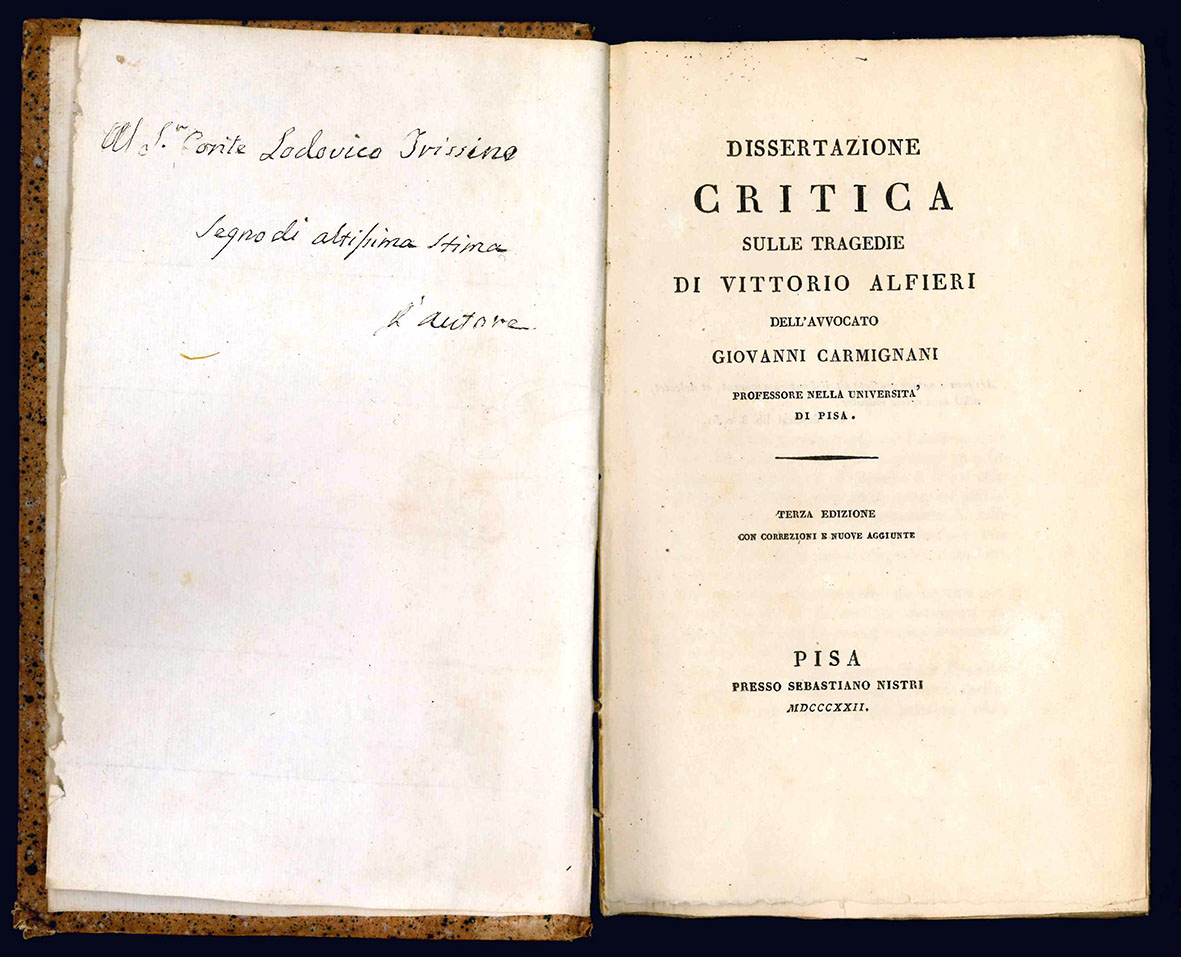 Al S.r Conte Lodovico Trissino
Segno di altissima stima
L'autore
DISSERTAZIONE
CRITICA
SULLE TRAGEDIE
DI VITTORIO ALFIERI
DELL'AVVOCATO
GIOVANNI CARMIGNANI
PROFESSORE NELLA UNIVERSITA'
DI PISA.
TERZA EDIZIONE
CON CORREZIONI E NUOVE AGGIUNTE
PISA
PRESSO SEBASTIANO NISTRI
MDCCCXXII.